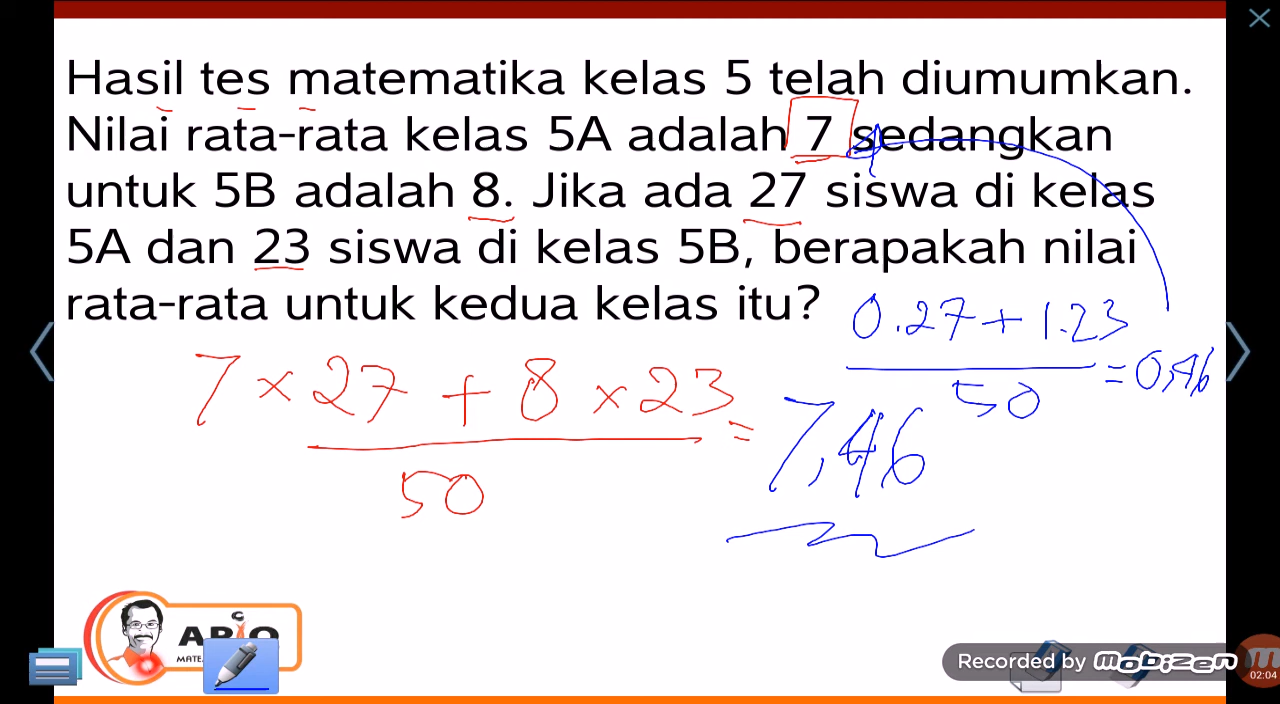 Hasil tes matematika kelas 5 telah diumumkan.
Nilai rata-rata kelas 5A adalah 7 sedangkan
untuk 5B adalah 8. Jika ada 27 siswa di kelas
5A dan 23 siswa di kelas 5B, berapakah nilai
rata-rata untuk kedua kelas itu?
0.27 + 1.23
50
= 0,46
7 × 27 + 8 × 23
50
= 7,46
Recorded by Mobizen
02:04